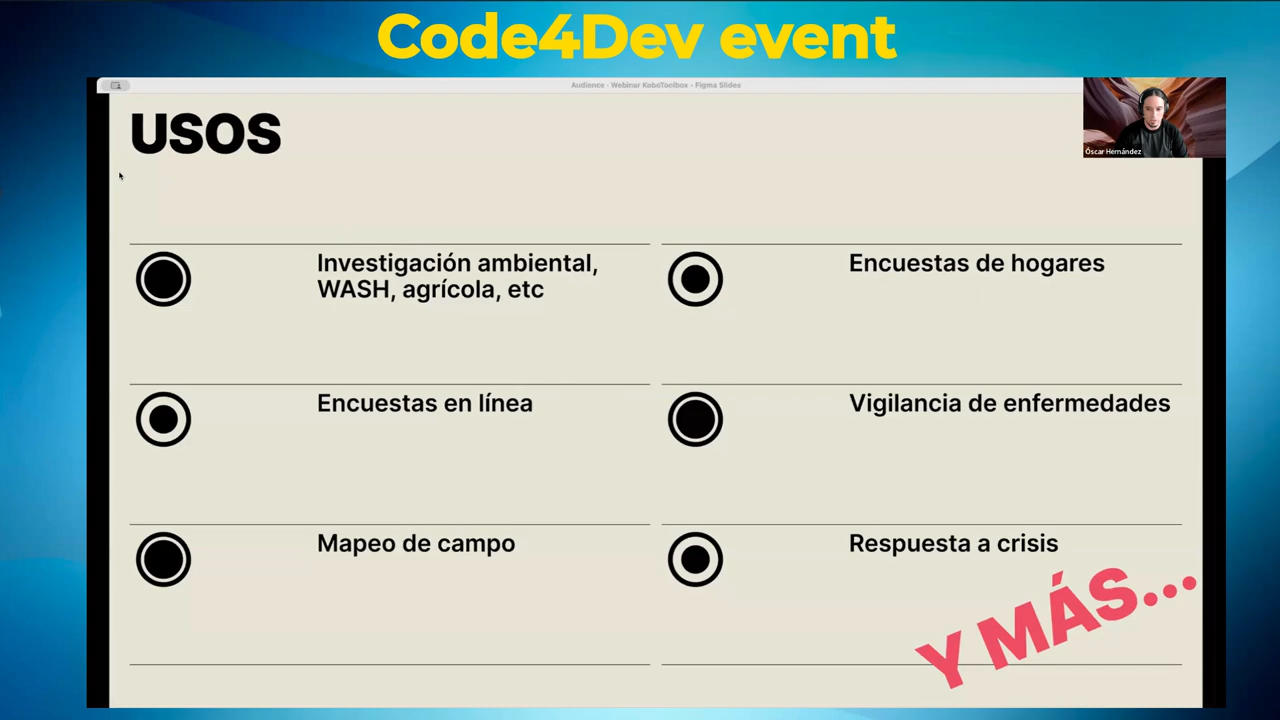 Code4Dev event
Audience - Webinar KoboToolbox - Figma Slides
Óscar Hernández
USOS
Investigación ambiental,
WASH, agrícola, etc
Encuestas de hogares
Encuestas en línea
Vigilancia de enfermedades
Mapeo de campo
Respuesta a crisis
Y MÁS...